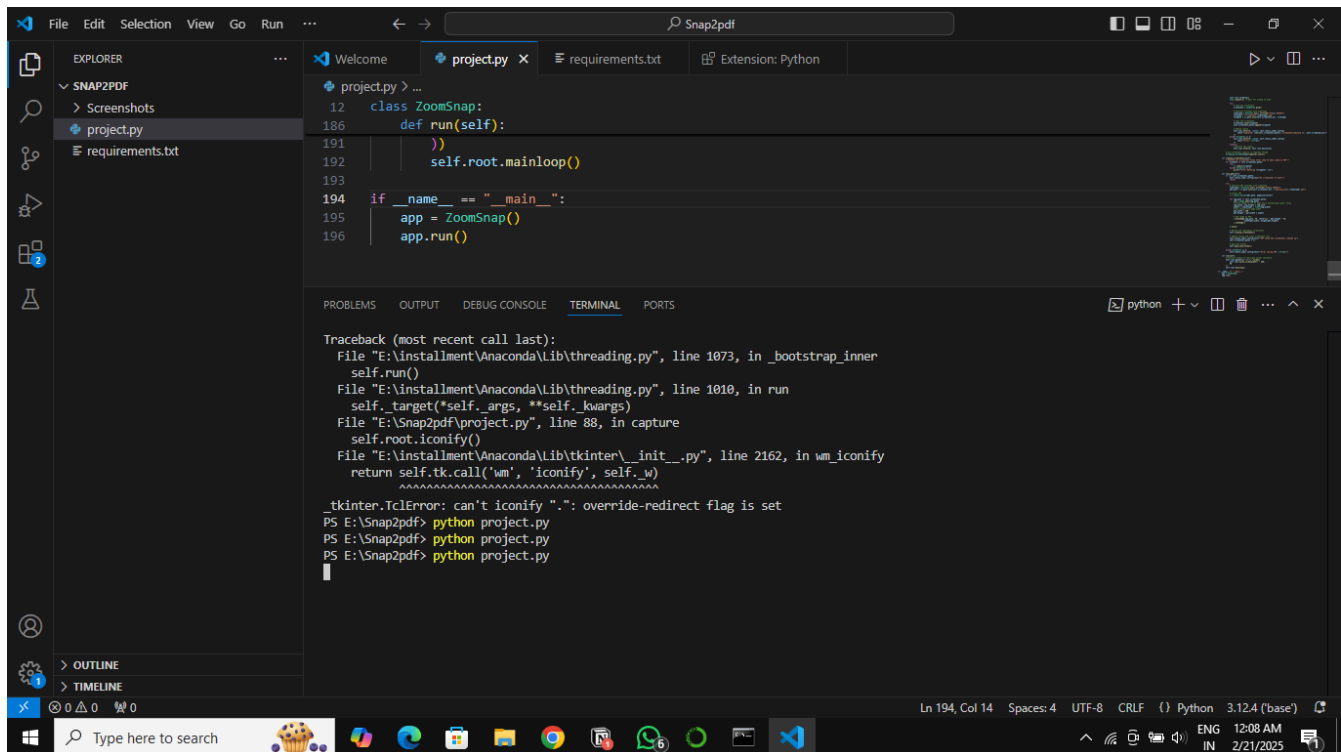 File Edit Selection View Go Run ···
Snap2pdf
EXPLORER ···
Welcome
project.py
requirements.txt
Extension: Python
SNAP2PDF
Screenshots
project.py
requirements.txt
project.py > ...
12 class ZoomSnap:
186 def run(self):
191 ))
192 self.root.mainloop()
193
194 if __name__ == "__main__":
195 app = ZoomSnap()
196 app.run()
PROBLEMS OUTPUT DEBUG CONSOLE TERMINAL PORTS
python
Traceback (most recent call last):
File "E:\installment\Anaconda\Lib\threading.py", line 1073, in _bootstrap_inner
self.run()
File "E:\installment\Anaconda\Lib\threading.py", line 1010, in run
self._target(*self._args, **self._kwargs)
File "E:\Snap2pdf\project.py", line 88, in capture
self.root.iconify()
File "E:\installment\Anaconda\Lib\tkinter\__init__.py", line 2162, in wm_iconify
return self.tk.call('wm', 'iconify', self._w)
^^^^^^^^^^^^^^^^^^^^^^^^^^^^^^^^^^^^^^
_tkinter.TclError: can't iconify ".": override-redirect flag is set
PS E:\Snap2pdf> python project.py
PS E:\Snap2pdf> python project.py
PS E:\Snap2pdf> python project.py
2
1
OUTLINE
TIMELINE
0 0 0
Ln 194, Col 14 Spaces: 4 UTF-8 CRLF {} Python 3.12.4 ('base')
Type here to search
6
ENG
IN
12:08 AM
2/21/2025
1